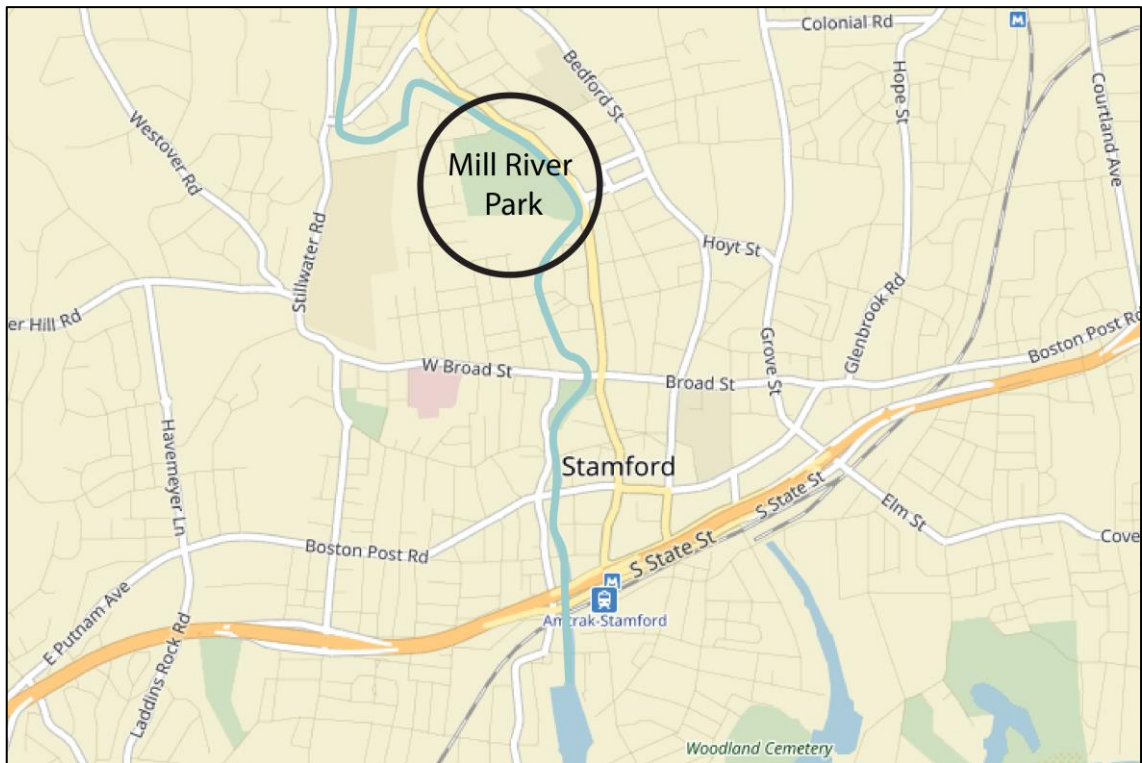 Colonial Rd
M
Bedford St
Hope St
Courtland Ave
Westover Rd
Mill River
Park
Hoyt St
Stillwater Rd
Glenbrook Rd
er Hill Rd
Grove St
Boston Post Rd
W Broad St
Broad St
Havemeyer Ln
Stamford
S State St
Elm St
Boston Post Rd
S State St
Cove
E Putnam Ave
M
Amtrak-Stamford
Laddins Rock Rd
Woodland Cemetery